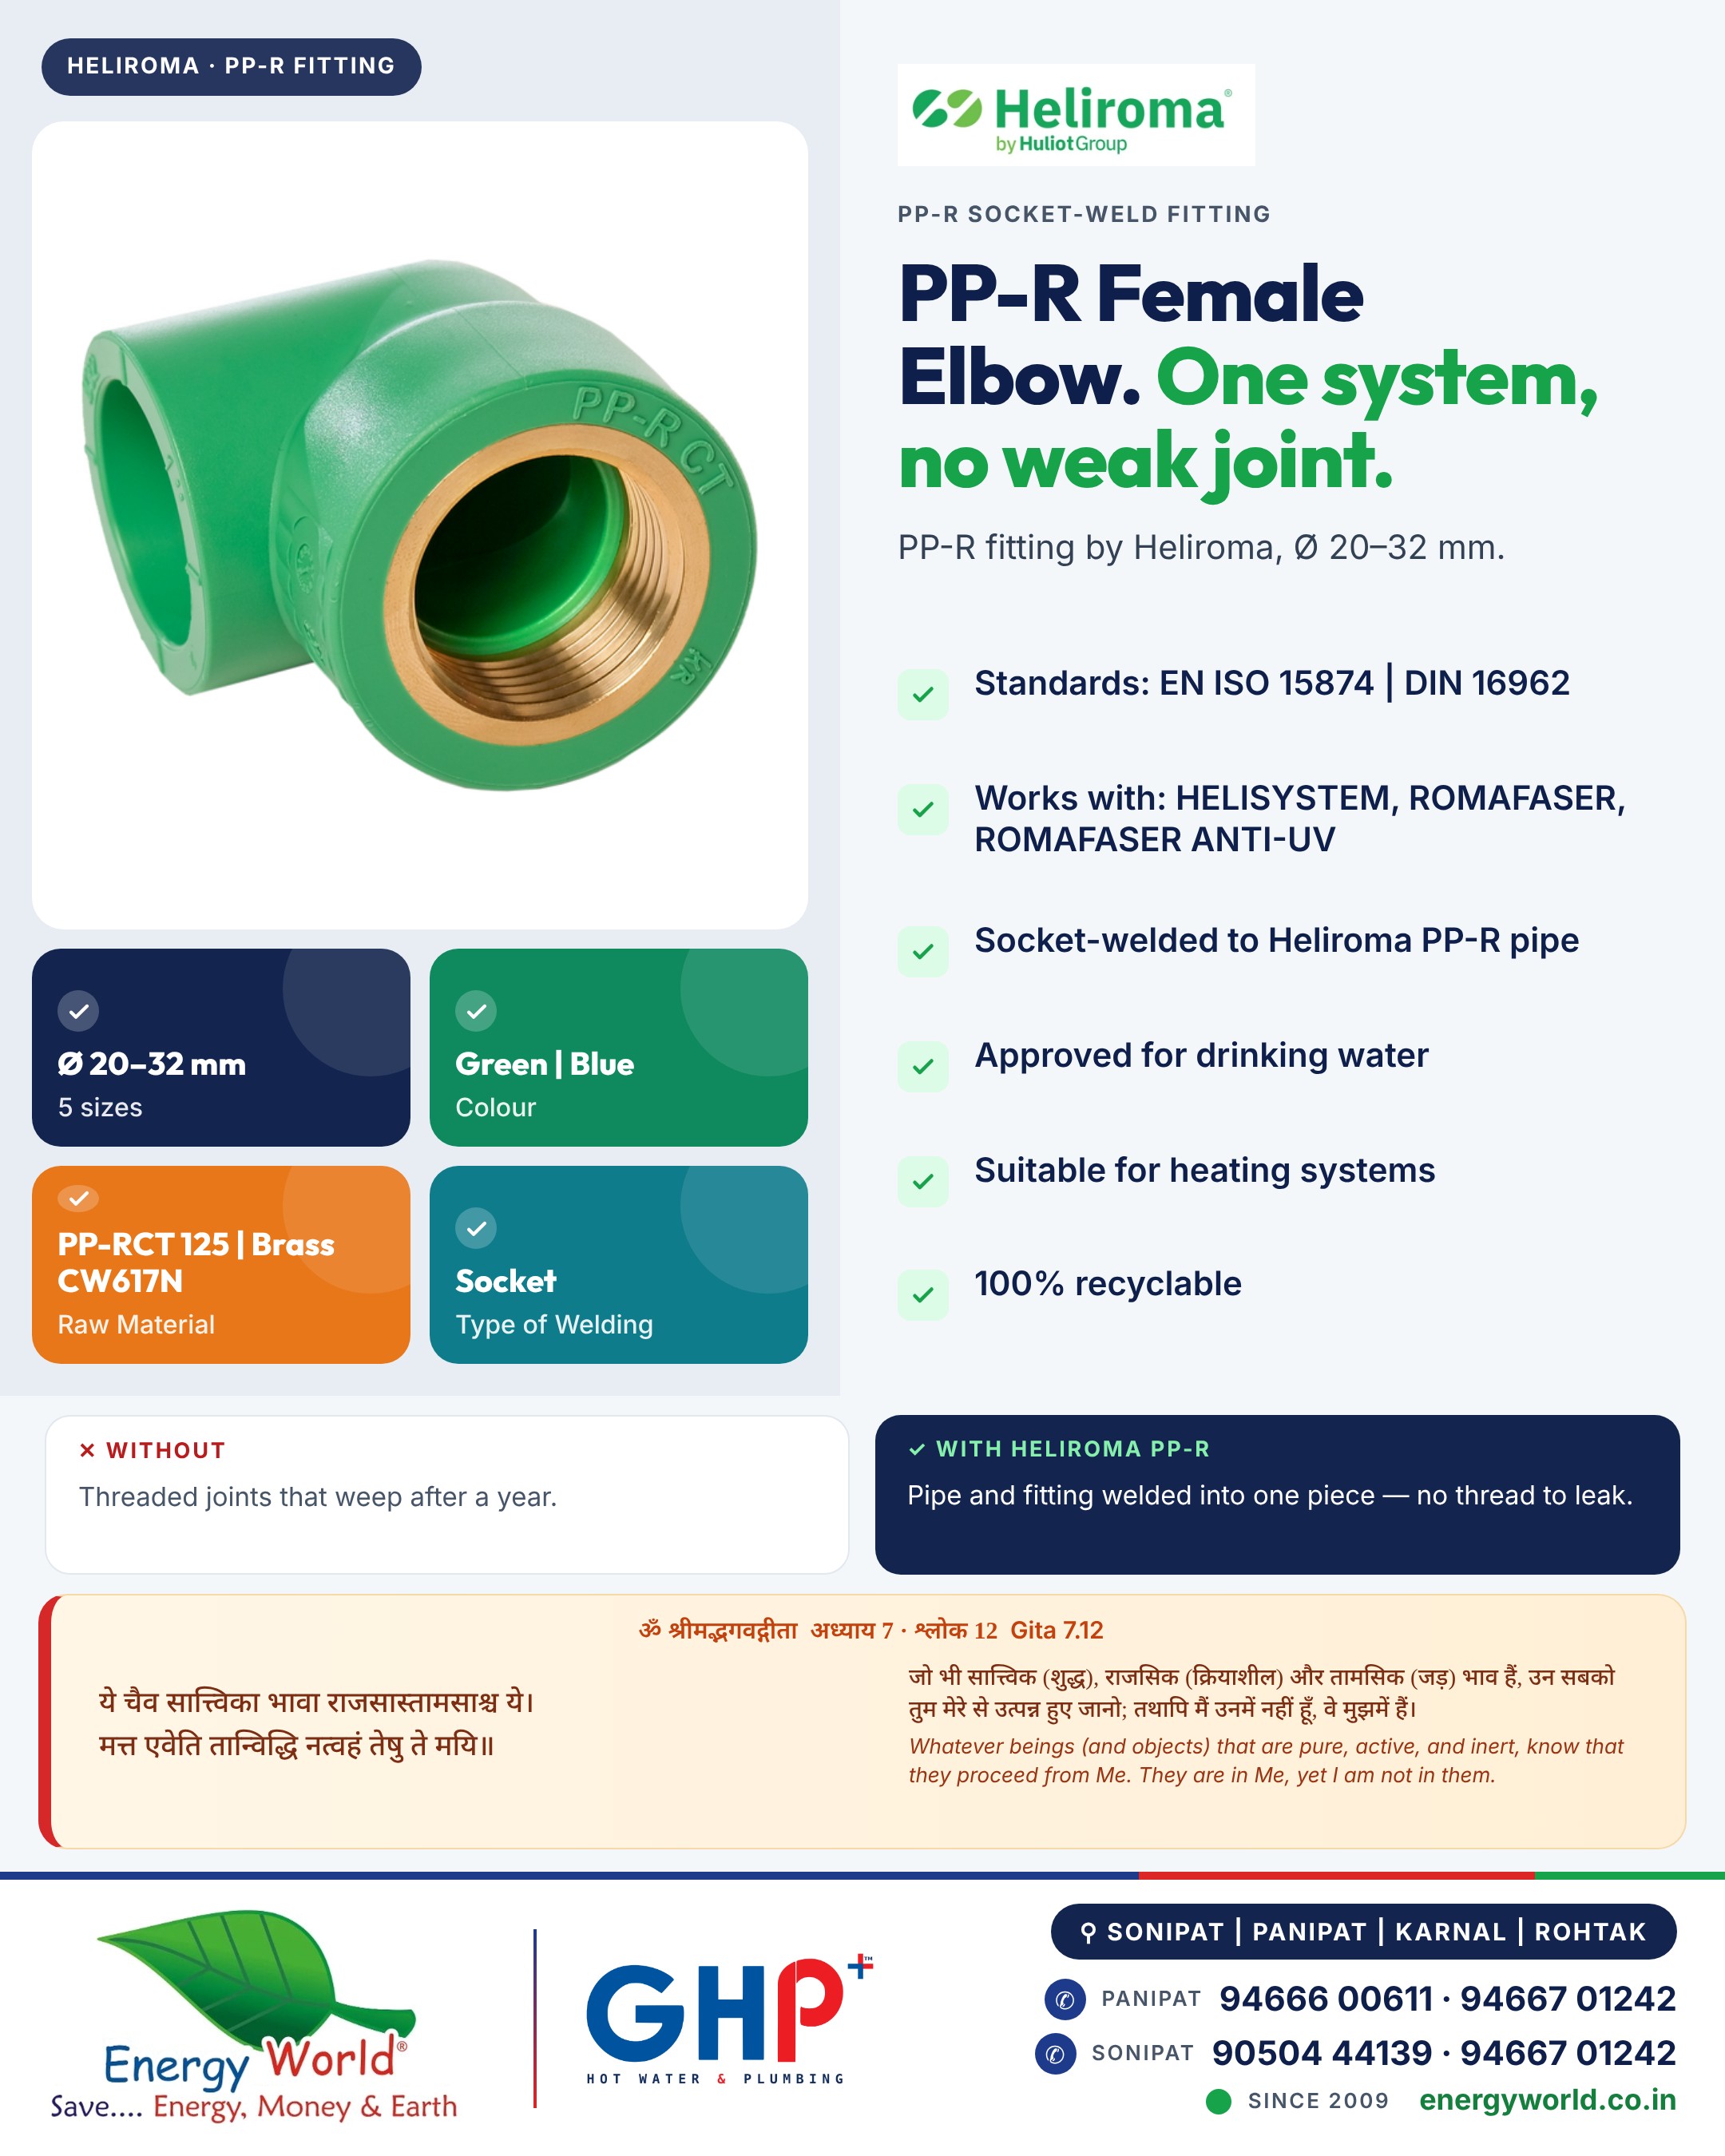 HELIROMA · PP-R FITTING
PP-R CT
Heliroma®
by HuliotGroup
PP-R SOCKET-WELD FITTING
PP-R Female
Elbow. One system,
no weak joint.
PP-R fitting by Heliroma, Ø 20–32 mm.
Standards: EN ISO 15874 | DIN 16962
Works with: HELISYSTEM, ROMAFASER,
ROMAFASER ANTI-UV
Socket-welded to Heliroma PP-R pipe
Approved for drinking water
Suitable for heating systems
100% recyclable
Ø 20–32 mm
5 sizes
Green | Blue
Colour
PP-RCT 125 | Brass
CW617N
Raw Material
Socket
Type of Welding
× WITHOUT
Threaded joints that weep after a year.
✓ WITH HELIROMA PP-R
Pipe and fitting welded into one piece — no thread to leak.
ॐ श्रीमद्भगवद्गीता अध्याय 7 · श्लोक 12 Gita 7.12
ये चैव सात्त्विका भावा राजसास्तामसाश्च ये।
मत्त एवेति तान्विद्धि नत्वहं तेषु ते मयि॥
जो भी सात्त्विक (शुद्ध), राजसिक (क्रियाशील) और तामसिक (जड़) भाव हैं, उन सबको
तुम मेरे से उत्पन्न हुए जानो; तथापि मैं उनमें नहीं हूँ, वे मुझमें हैं।
Whatever beings (and objects) that are pure, active, and inert, know that
they proceed from Me. They are in Me, yet I am not in them.
Energy World®
Save.... Energy, Money & Earth
GHP+™
HOT WATER & PLUMBING
SONIPAT | PANIPAT | KARNAL | ROHTAK
PANIPAT 94666 00611 · 94667 01242
SONIPAT 90504 44139 · 94667 01242
SINCE 2009 energyworld.co.in